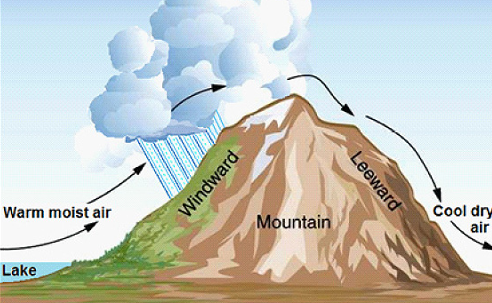 Windward
Leeward
Warm moist air
Mountain
Cool dry
air
Lake